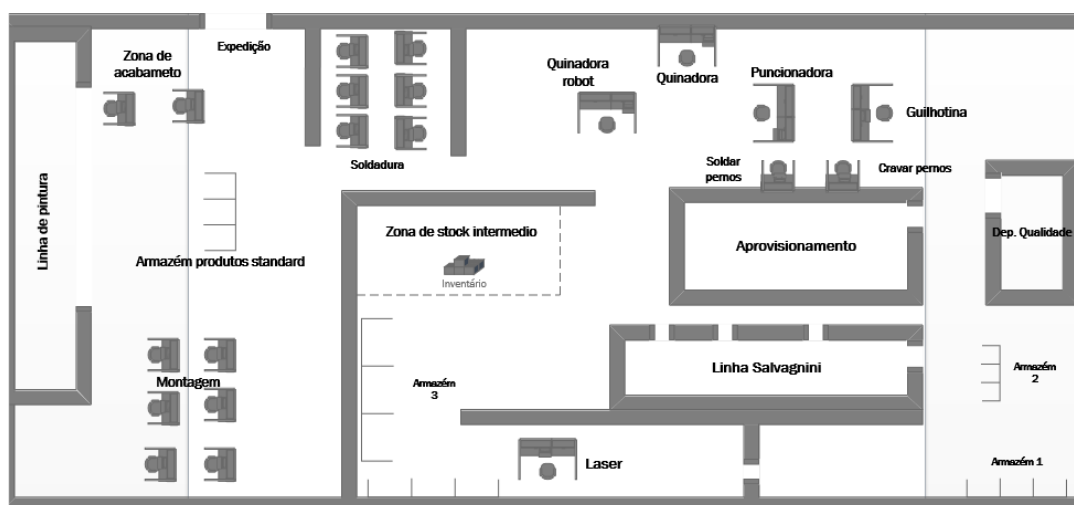 Expedição
Zona de
acabameto
Quinadora
robot
Quinadora
Puncionadora
Guilhotina
Soldadura
Soldar
pernos
Cravar pernos
Linha de pintura
Armazém produtos standard
Zona de stock intermedio
Inventário
Aprovisionamento
Dep. Qualidade
Montagem
Armazém
3
Linha Salvagnini
Armazém
2
Laser
Armazém 1